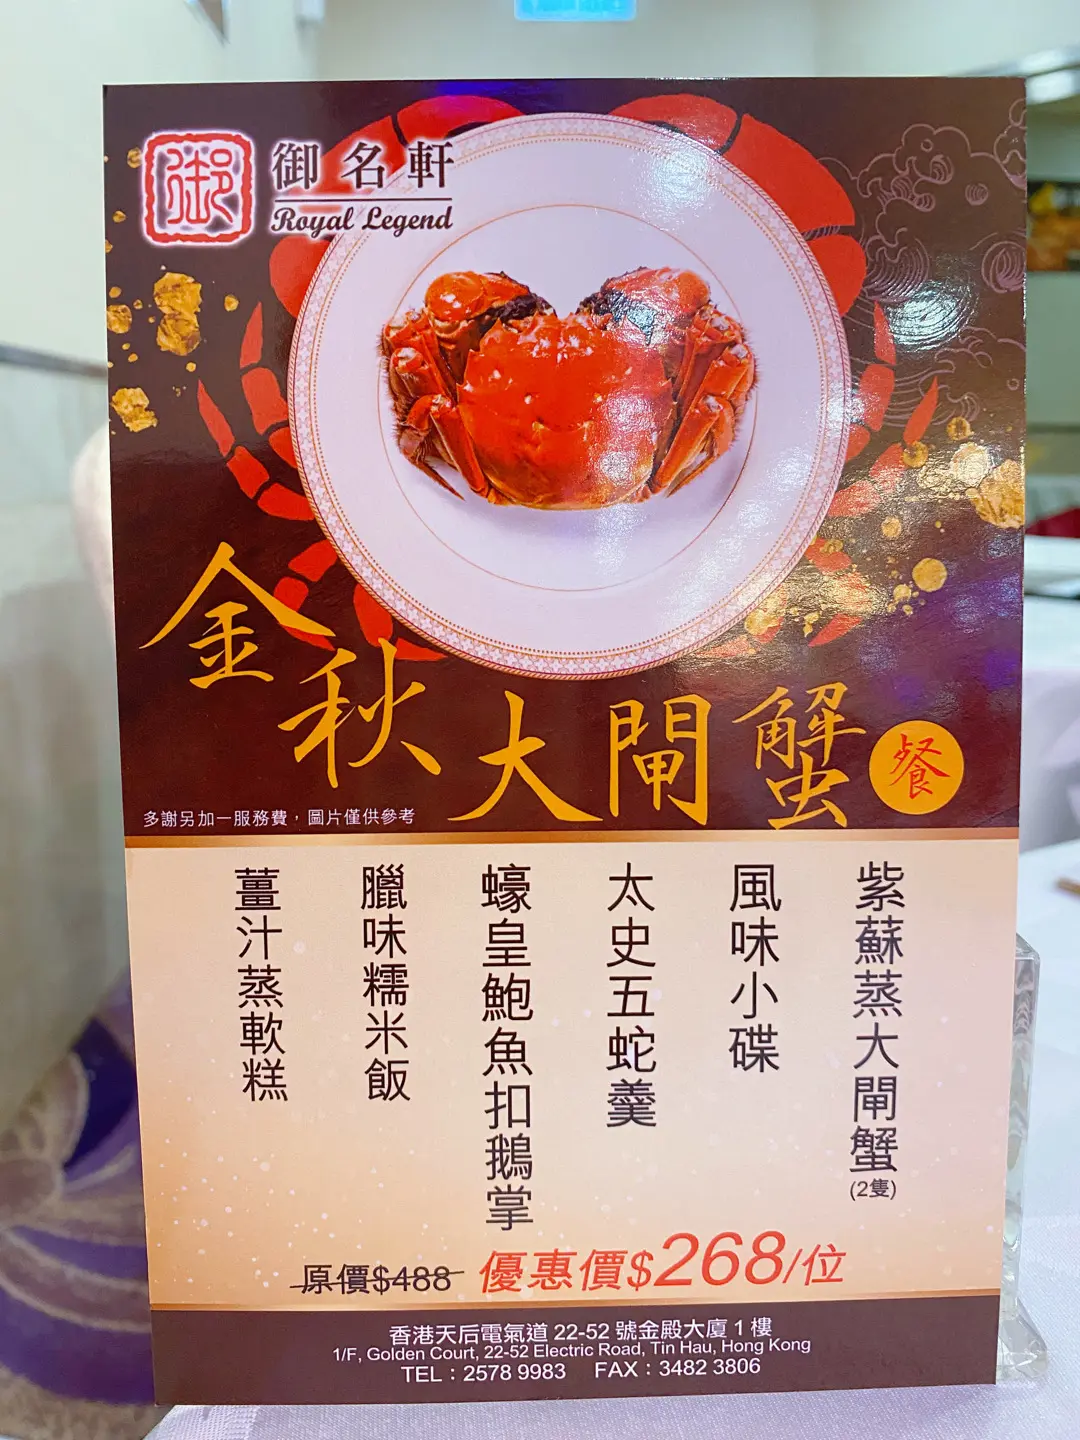 御
御名軒
Royal Legend
金秋大閘蟹
餐
多謝另加一服務費，圖片僅供參考
紫蘇蒸大閘蟹
(2隻)
風味小碟
太史五蛇羹
蠔皇鮑魚扣鵝掌
臘味糯米飯
薑汁蒸軟糕
原價$488 優惠價$268/位
香港天后電氣道 22-52 號金殿大廈 1 樓
1/F, Golden Court, 22-52 Electric Road, Tin Hau, Hong Kong
TEL：2578 9983 FAX：3482 3806